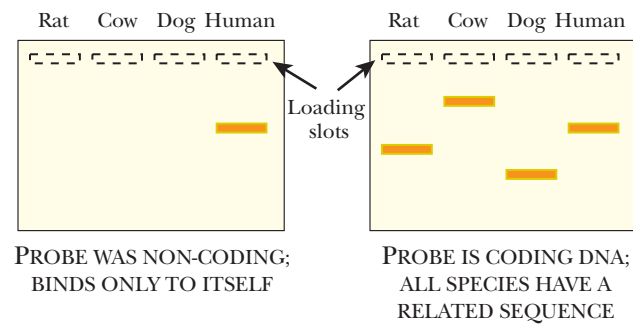 Rat Cow Dog Human
Rat Cow Dog Human
Loading
slots
PROBE WAS NON-CODING;
BINDS ONLY TO ITSELF
PROBE IS CODING DNA;
ALL SPECIES HAVE A
RELATED SEQUENCE